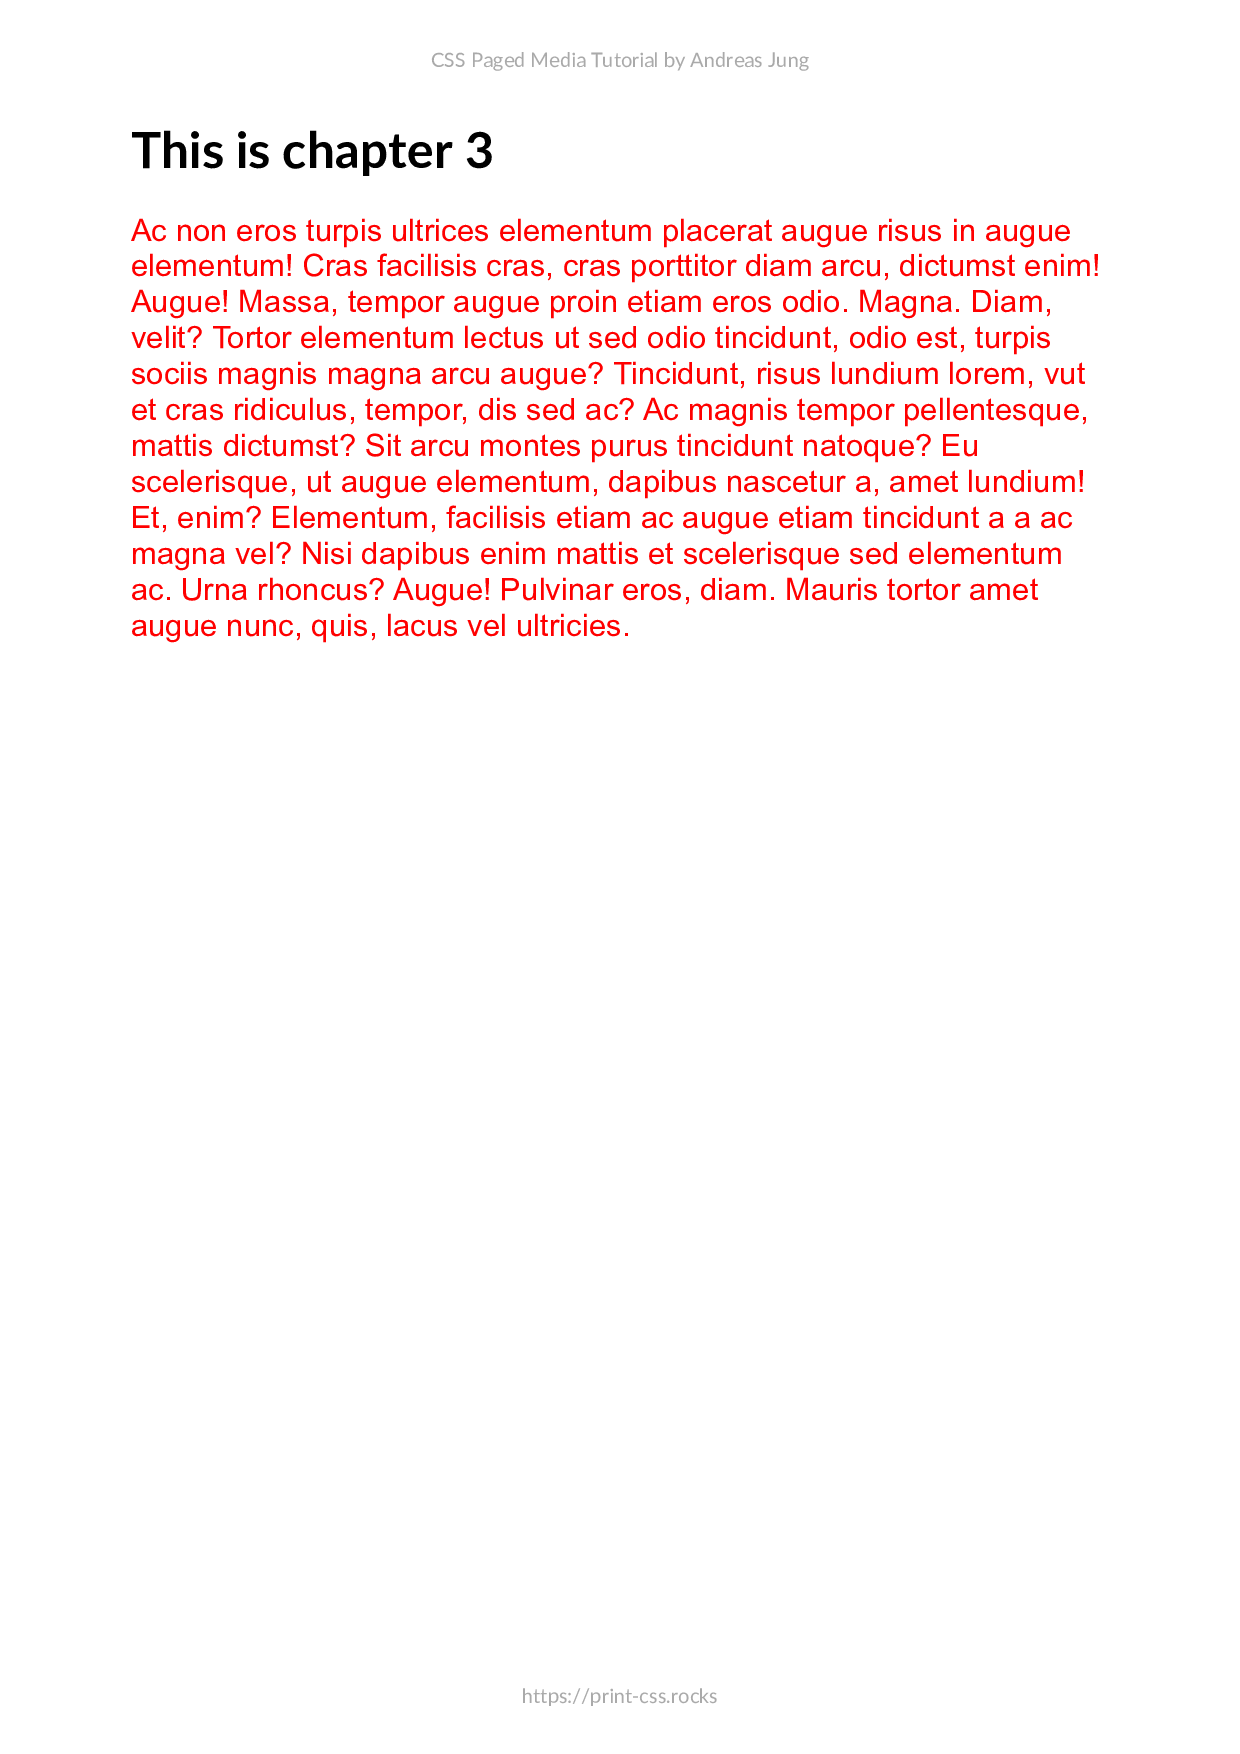 CSS Paged Media Tutorial by Andreas Jung
This is chapter 3
Ac non eros turpis ultrices elementum placerat augue risus in augue
elementum! Cras facilisis cras, cras porttitor diam arcu, dictumst enim!
Augue! Massa, tempor augue proin etiam eros odio. Magna. Diam,
velit? Tortor elementum lectus ut sed odio tincidunt, odio est, turpis
sociis magnis magna arcu augue? Tincidunt, risus lundium lorem, vut
et cras ridiculus, tempor, dis sed ac? Ac magnis tempor pellentesque,
mattis dictumst? Sit arcu montes purus tincidunt natoque? Eu
scelerisque, ut augue elementum, dapibus nascetur a, amet lundium!
Et, enim? Elementum, facilisis etiam ac augue etiam tincidunt a a ac
magna vel? Nisi dapibus enim mattis et scelerisque sed elementum
ac. Urna rhoncus? Augue! Pulvinar eros, diam. Mauris tortor amet
augue nunc, quis, lacus vel ultricies.
https://print-css.rocks